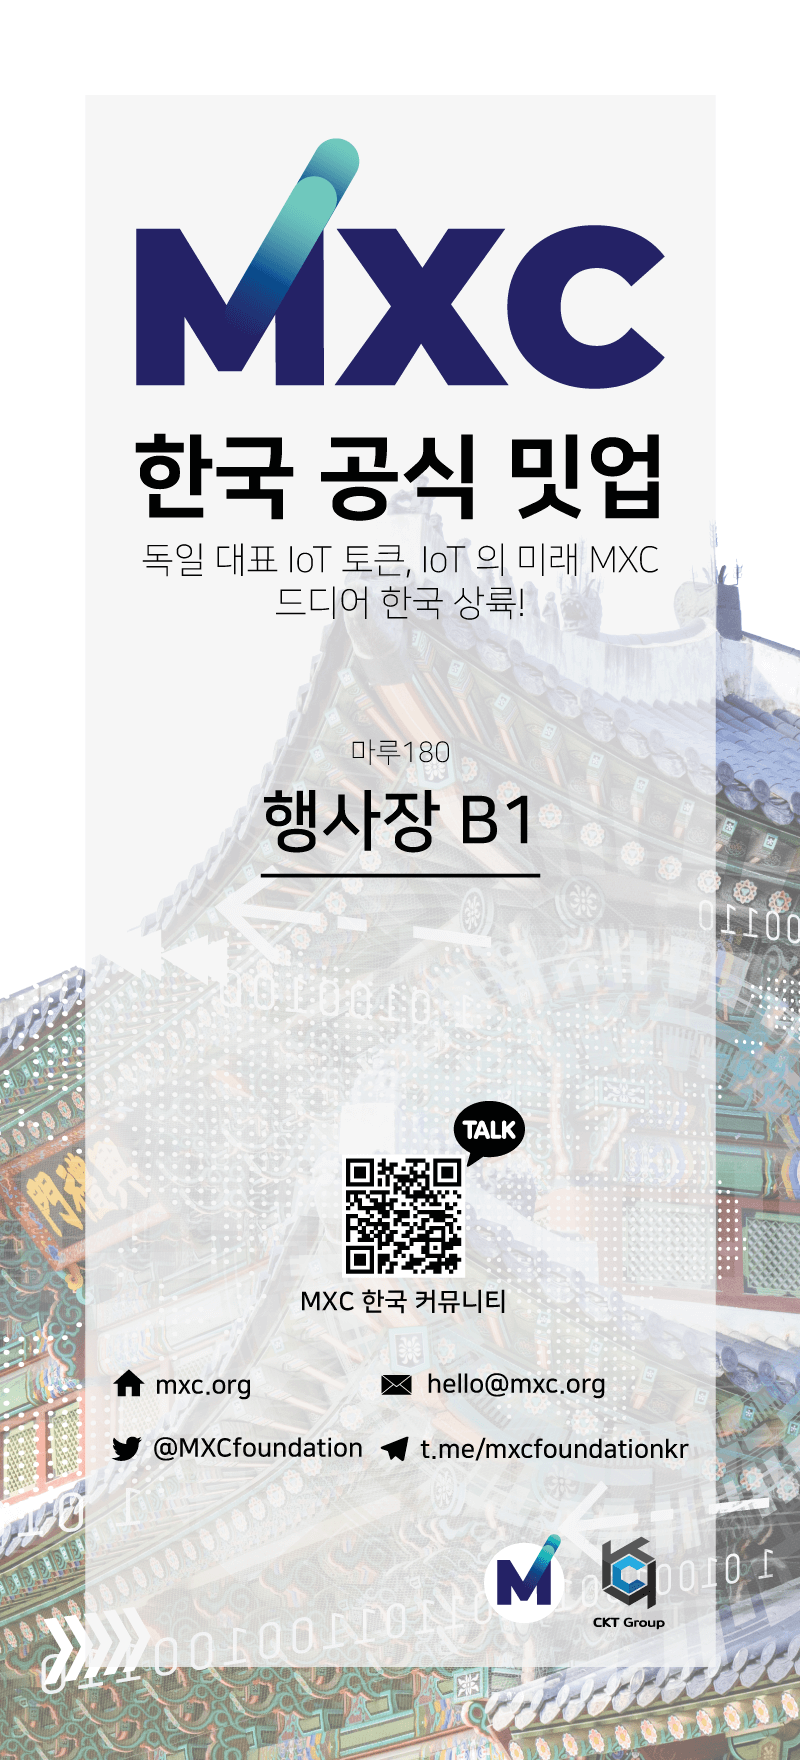 MXC
한국 공식 밋업
독일 대표 IoT 토큰, IoT 의 미래 MXC
드디어 한국 상륙!
마루180
행사장 B1
TALK
MXC 한국 커뮤니티
mxc.org
hello@mxc.org
@MXCfoundation
t.me/mxcfoundationkr
M
CKT Group